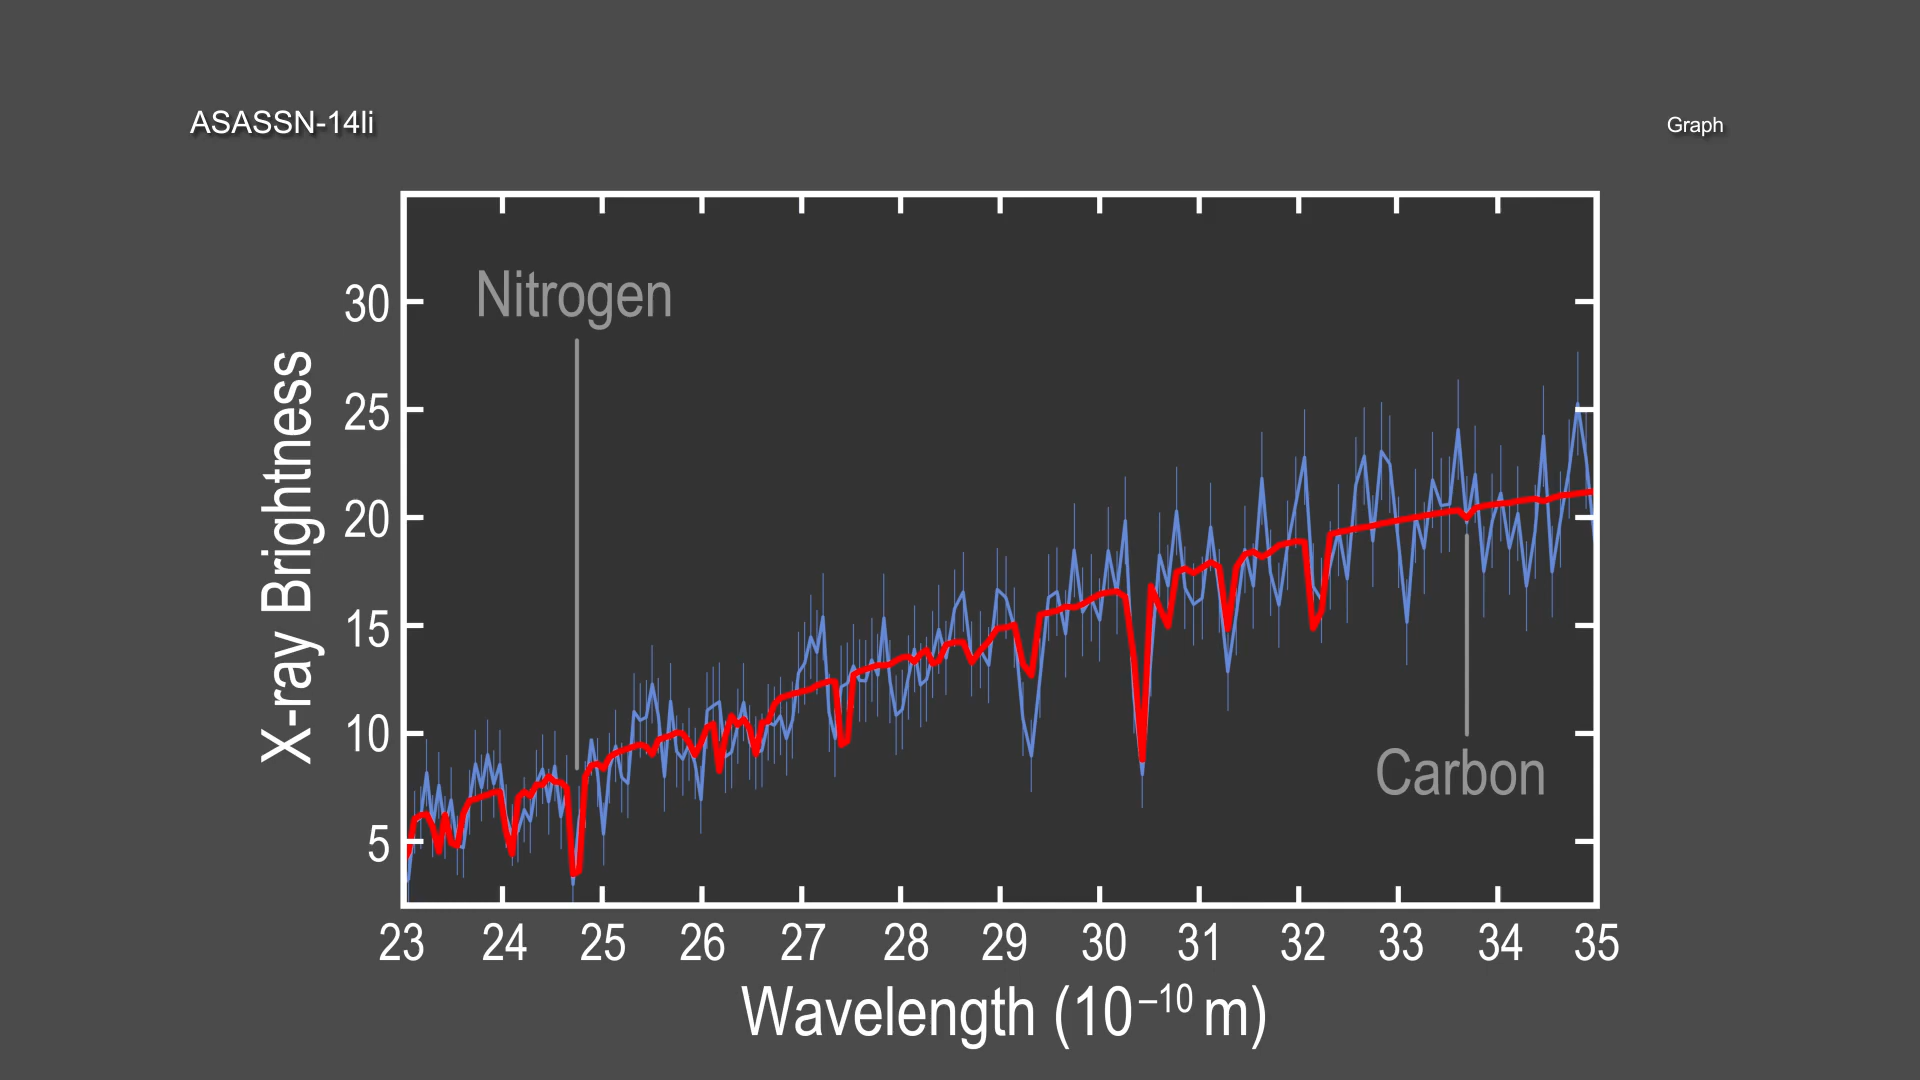 ASASSN-14li
Graph
Nitrogen
30
25
20
15
10
5
X-ray Brightness
Carbon
23 24 25 26 27 28 29 30 31 32 33 34 35
Wavelength (10⁻¹⁰ m)